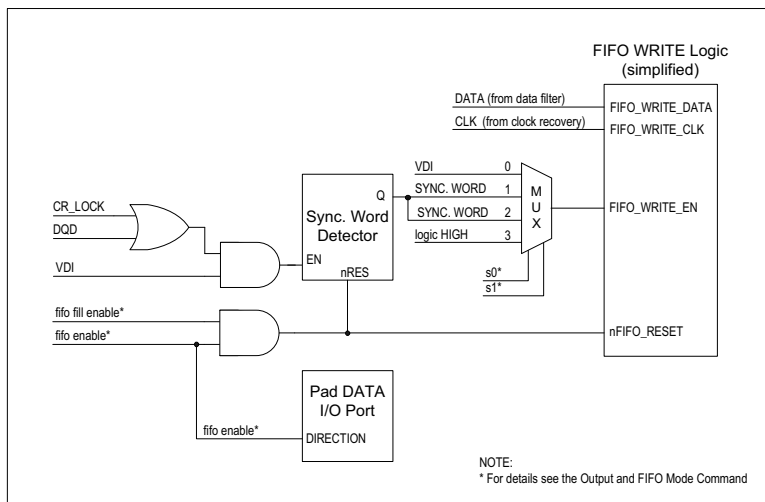 FIFO WRITE Logic
(simplified)
DATA (from data filter)
FIFO_WRITE_DATA
CLK (from clock recovery)
FIFO_WRITE_CLK
VDI
0
SYNC. WORD
1
SYNC. WORD
2
logic HIGH
3
M
U
X
FIFO_WRITE_EN
s0*
s1*
CR_LOCK
DQD
VDI
Q
Sync. Word
Detector
EN
nRES
fifo fill enable*
fifo enable*
nFIFO_RESET
Pad DATA
I/O Port
fifo enable*
DIRECTION
NOTE:
* For details see the Output and FIFO Mode Command